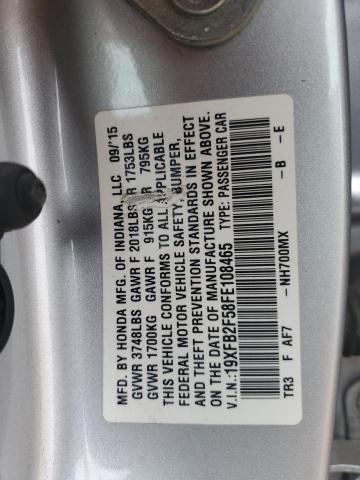 MFD. BY HONDA MFG. OF INDIANA, LLC 09/15
GVWR 3748LBS GAWR F 2018LBS R 1753LBS
GVWR 1700KG GAWR F 915KG R 795KG
THIS VEHICLE CONFORMS TO ALL APPLICABLE
FEDERAL MOTOR VEHICLE SAFETY, BUMPER,
AND THEFT PREVENTION STANDARDS IN EFFECT
ON THE DATE OF MANUFACTURE SHOWN ABOVE.
V.I.N.:19XFB2F58FE108465 TYPE: PASSENGER CAR
-NH700MX -B -E
TR3 F AF7